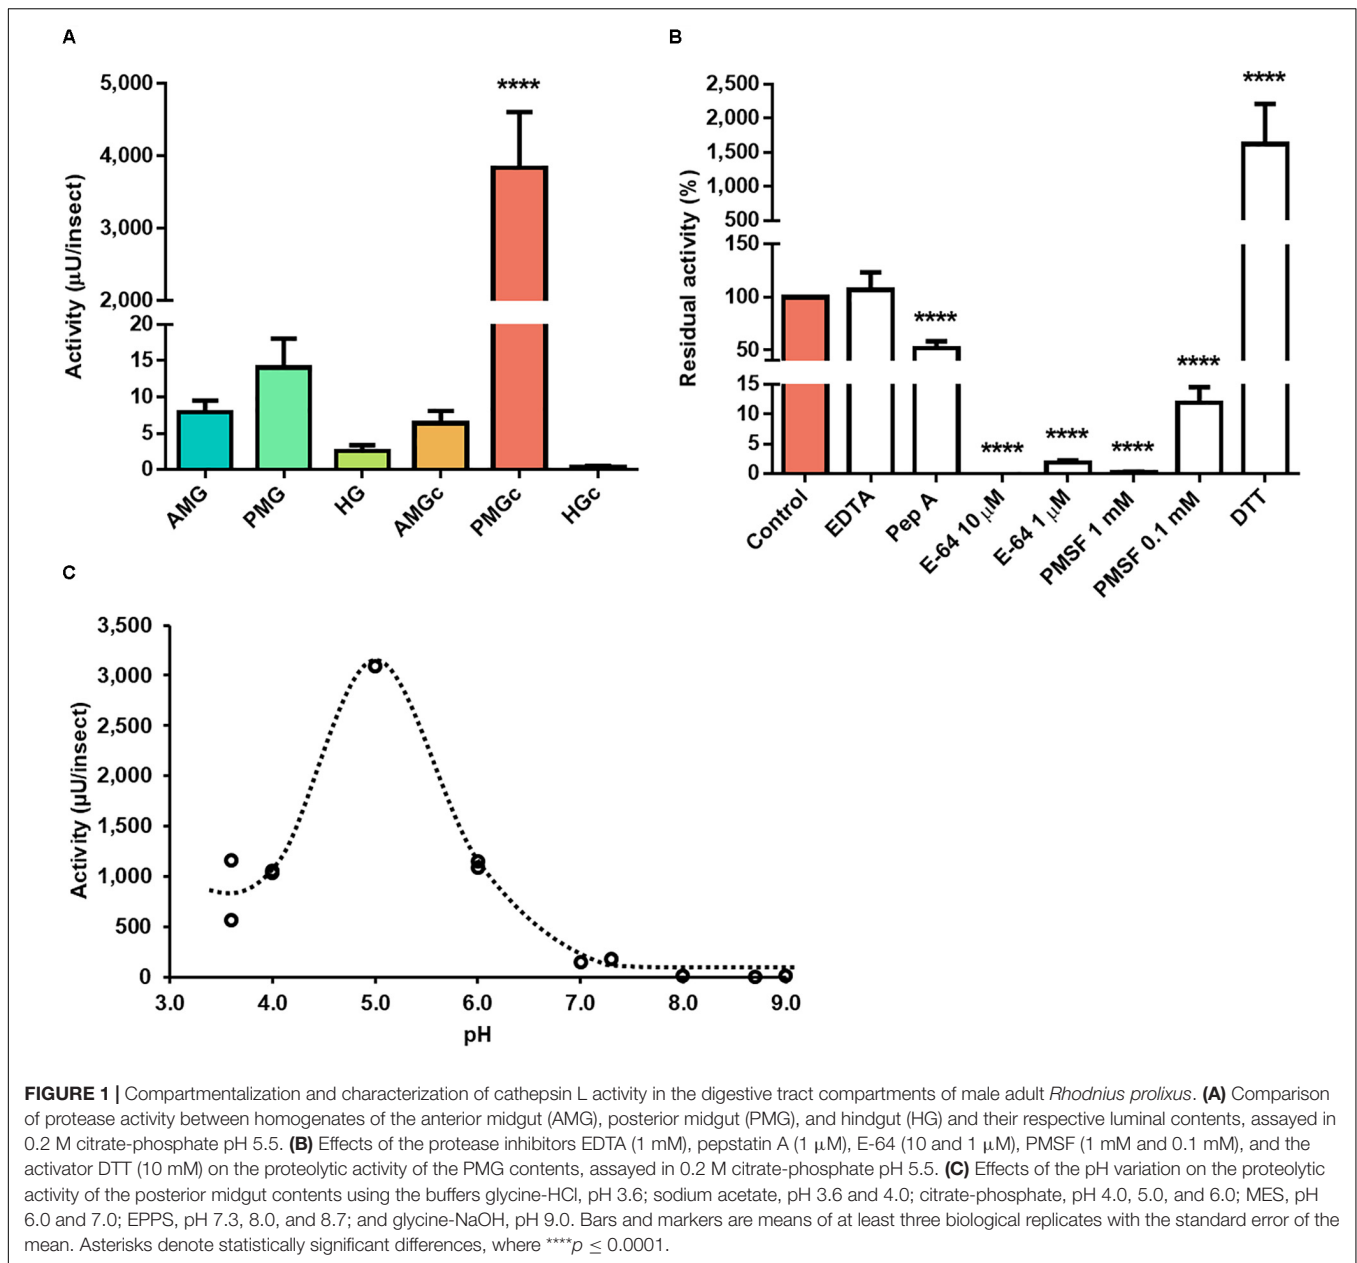 A
Activity (µU/insect)
5,000
4,000
3,000
2,000
20
15
10
5
0
****
AMG
PMG
HG
AMGc
PMGc
HGc
B
Residual activity (%)
2,500
2,000
1,500
1,000
500
150
100
50
15
10
5
0
****
****
****
****
****
****
Control
EDTA
Pep A
E-64 10 µM
E-64 1 µM
PMSF 1 mM
PMSF 0.1 mM
DTT
C
Activity (µU/insect)
3,500
3,000
2,500
2,000
1,500
1,000
500
0
3.0
4.0
5.0
6.0
7.0
8.0
9.0
pH
FIGURE 1 | Compartmentalization and characterization of cathepsin L activity in the digestive tract compartments of male adult Rhodnius prolixus. (A) Comparison
of protease activity between homogenates of the anterior midgut (AMG), posterior midgut (PMG), and hindgut (HG) and their respective luminal contents, assayed in
0.2 M citrate-phosphate pH 5.5. (B) Effects of the protease inhibitors EDTA (1 mM), pepstatin A (1 µM), E-64 (10 and 1 µM), PMSF (1 mM and 0.1 mM), and the
activator DTT (10 mM) on the proteolytic activity of the PMG contents, assayed in 0.2 M citrate-phosphate pH 5.5. (C) Effects of the pH variation on the proteolytic
activity of the posterior midgut contents using the buffers glycine-HCl, pH 3.6; sodium acetate, pH 3.6 and 4.0; citrate-phosphate, pH 4.0, 5.0, and 6.0; MES, pH
6.0 and 7.0; EPPS, pH 7.3, 8.0, and 8.7; and glycine-NaOH, pH 9.0. Bars and markers are means of at least three biological replicates with the standard error of the
mean. Asterisks denote statistically significant differences, where ****p ≤ 0.0001.